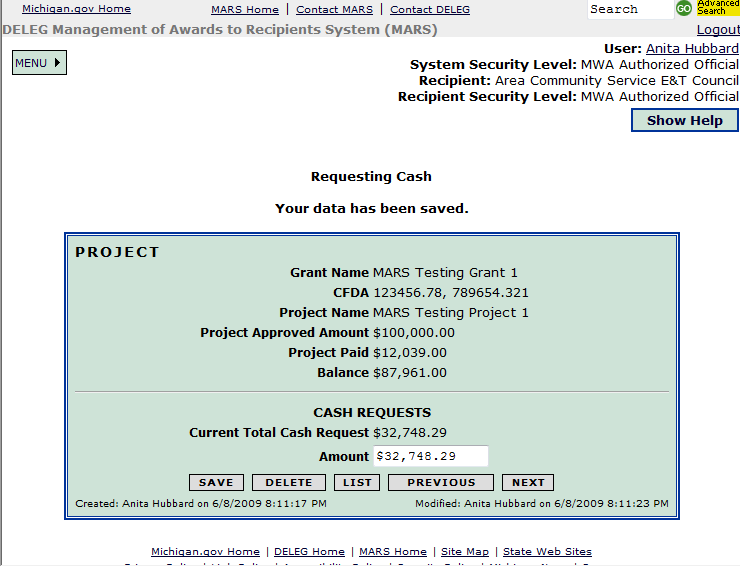 Michigan.gov Home MARS Home | Contact MARS | Contact DELEG Search GO Advanced Search
DELEG Management of Awards to Recipients System (MARS) Logout
User: Anita Hubbard
MENU System Security Level: MWA Authorized Official
Recipient: Area Community Service E&T Council
Recipient Security Level: MWA Authorized Official
Show Help
Requesting Cash
Your data has been saved.
PROJECT
Grant Name MARS Testing Grant 1
CFDA 123456.78, 789654.321
Project Name MARS Testing Project 1
Project Approved Amount $100,000.00
Project Paid $12,039.00
Balance $87,961.00
CASH REQUESTS
Current Total Cash Request $32,748.29
Amount $32,748.29
SAVE DELETE LIST PREVIOUS NEXT
Created: Anita Hubbard on 6/8/2009 8:11:17 PM Modified: Anita Hubbard on 6/8/2009 8:11:23 PM
Michigan.gov Home | DELEG Home | MARS Home | Site Map | State Web Sites